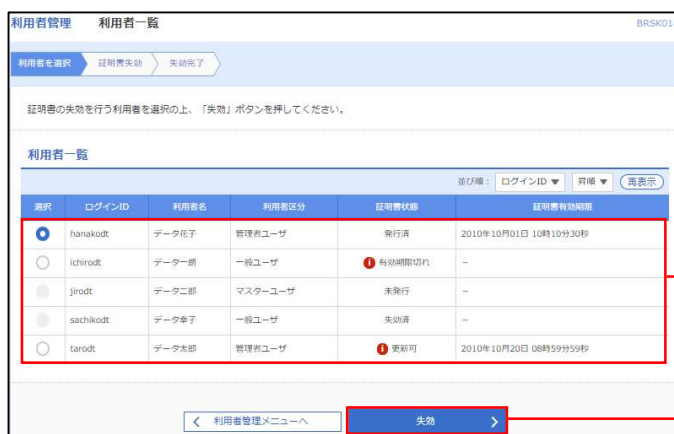 利用者管理 利用者一覧 BRSK01
利用者を選択 証明書失効 失効完了
証明書の失効を行う利用者を選択の上、「失効」ボタンを押してください。
利用者一覧
並び順： ログインID ▼ 昇順 ▼ 再表示
選択 ログインID 利用者名 利用者区分 証明書状態 証明書有効期限
hanakodt データ花子 管理者ユーザ 発行済 2010年10月01日 10時10分30秒
ichirodt データ一朗 一般ユーザ 有効期限切れ －
jirodt データ二郎 マスターユーザ 未発行 －
sachikodt データ幸子 一般ユーザ 失効済 －
tarodt データ太郎 管理者ユーザ 更新可 2010年10月20日 08時59分59秒
利用者管理メニューへ 失効